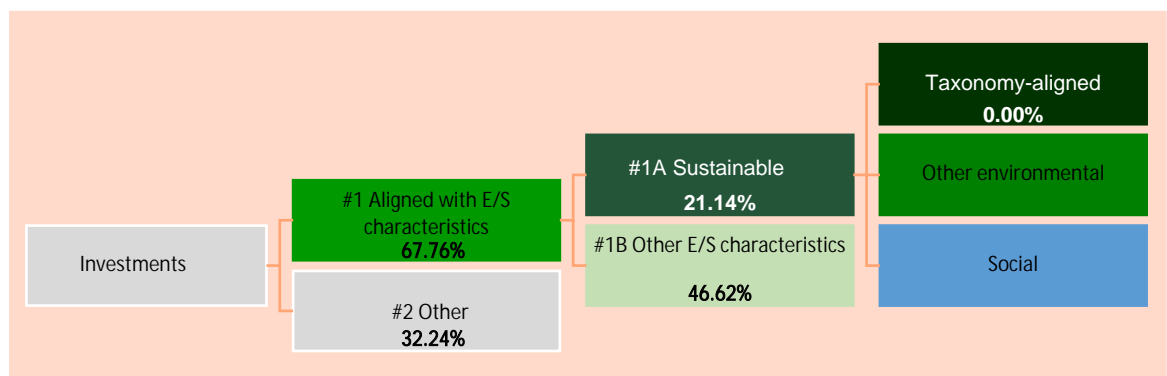 Investments
#1 Aligned with E/S
characteristics
67.76%
#2 Other
32.24%
#1A Sustainable
21.14%
#1B Other E/S characteristics
46.62%
Taxonomy-aligned
0.00%
Other environmental
Social